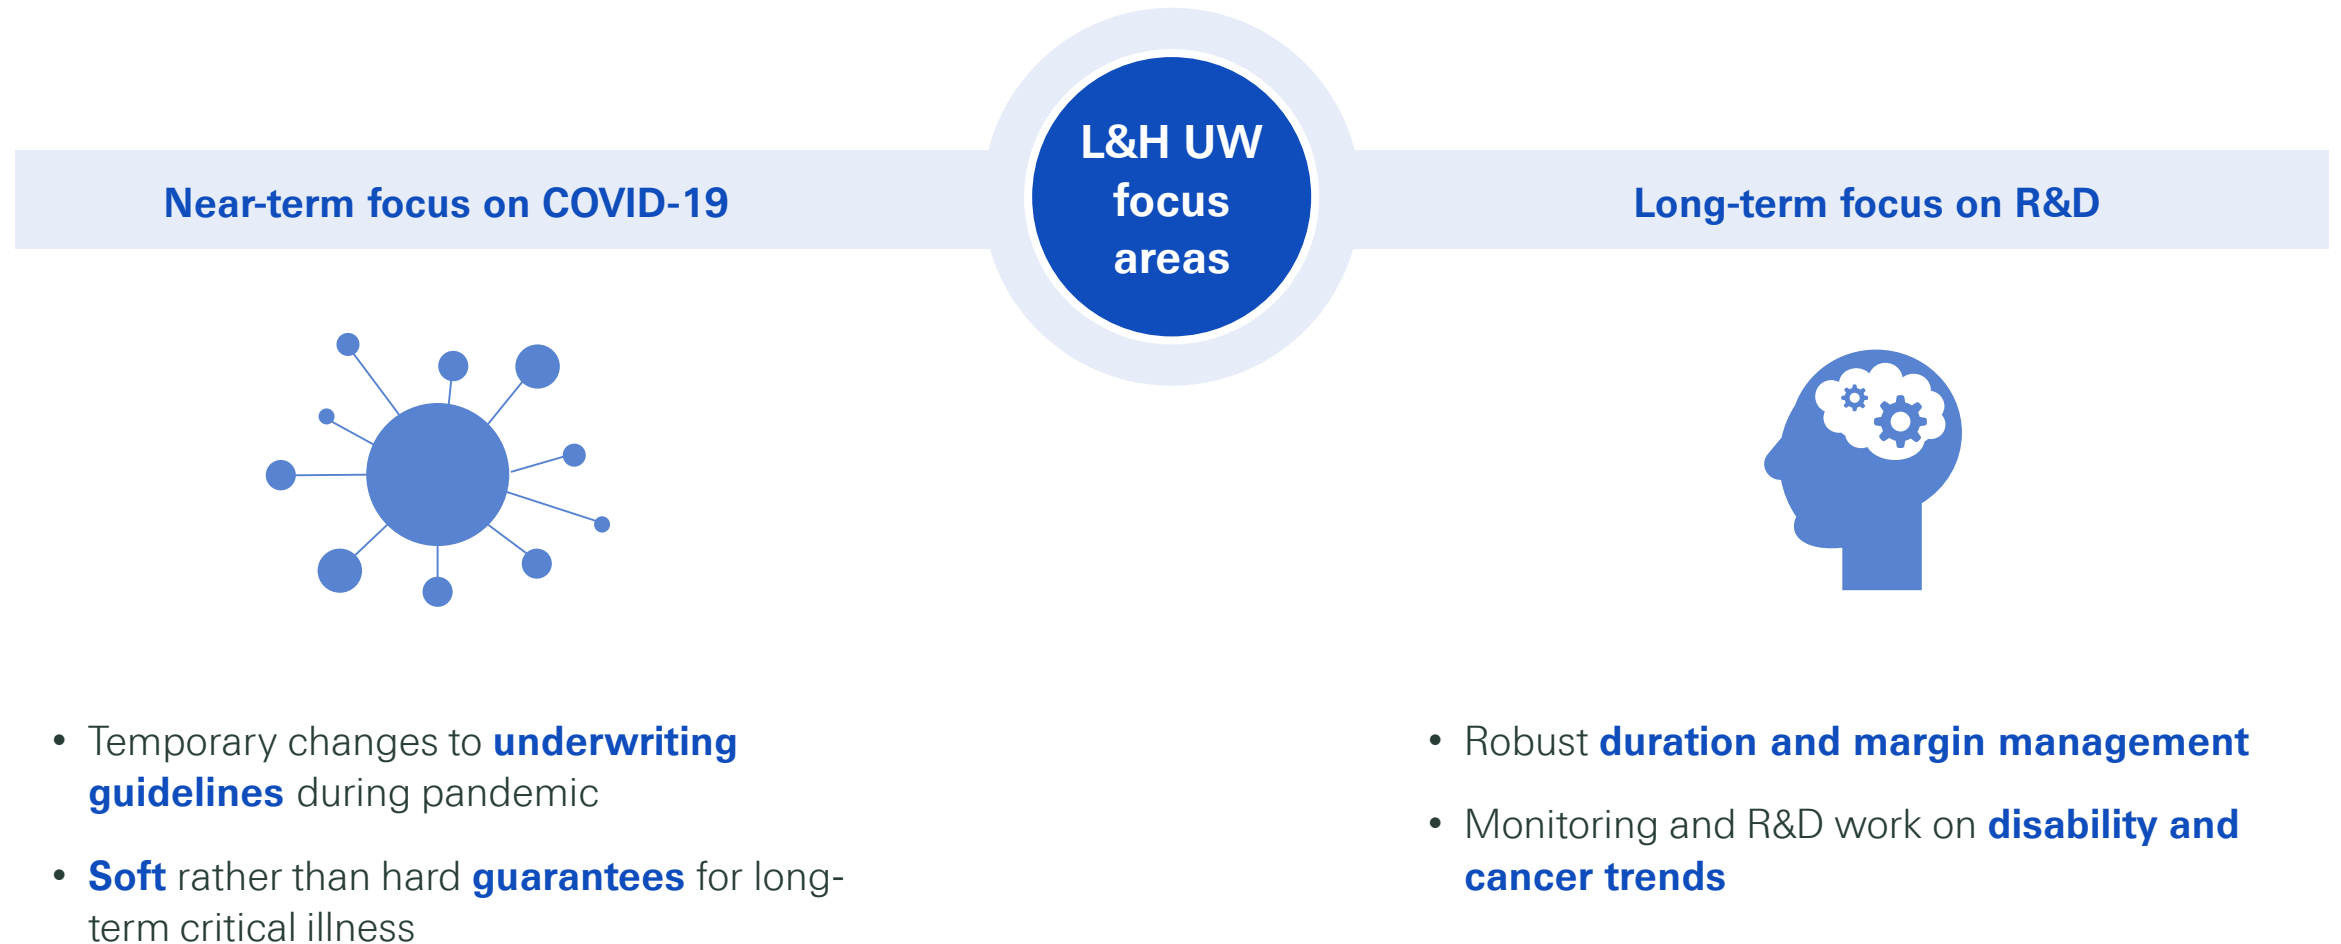 L&H UW
focus
areas
Near-term focus on COVID-19
Long-term focus on R&D
• Temporary changes to underwriting
guidelines during pandemic
• Soft rather than hard guarantees for long-
term critical illness
• Robust duration and margin management
• Monitoring and R&D work on disability and
cancer trends